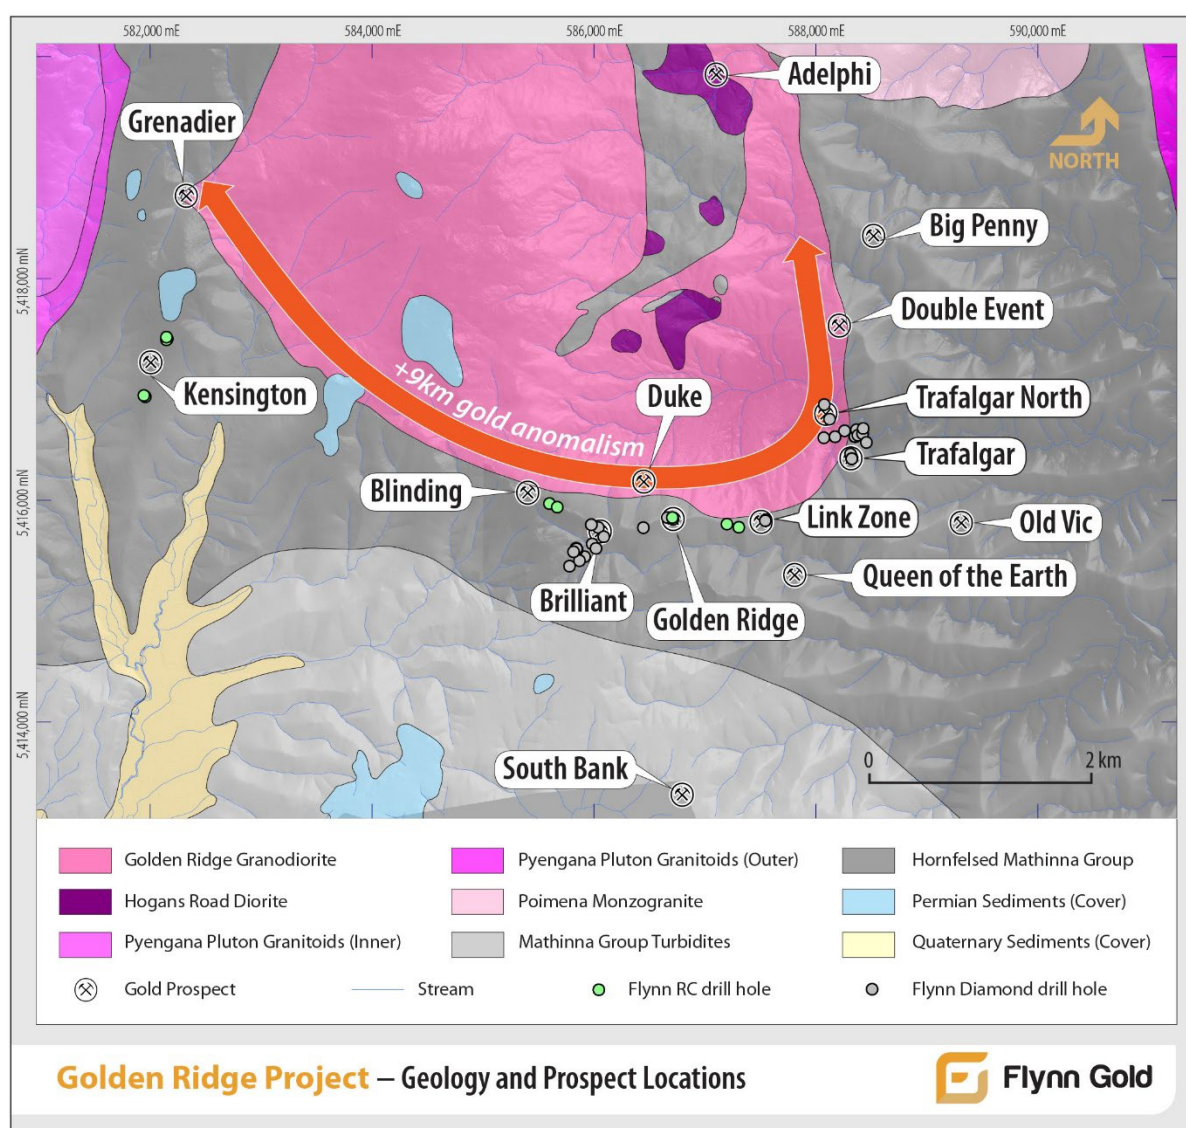 582,000 mE
584,000 mE
586,000 mE
588,000 mE
590,000 mE
Adelphi
Grenadier
NORTH
Big Penny
5,418,000 mN
Double Event
Kensington
+9km gold anomalism
Duke
Trafalgar North
Trafalgar
Blinding
5,416,000 mN
Link Zone
Old Vic
Queen of the Earth
Brilliant
Golden Ridge
5,414,000 mN
South Bank
0
2 km
Golden Ridge Granodiorite
Pyengana Pluton Granitoids (Outer)
Hornfelsed Mathinna Group
Hogans Road Diorite
Poimena Monzogranite
Permian Sediments (Cover)
Pyengana Pluton Granitoids (Inner)
Mathinna Group Turbidites
Quaternary Sediments (Cover)
Gold Prospect
Stream
Flynn RC drill hole
Flynn Diamond drill hole
Golden Ridge Project – Geology and Prospect Locations
Flynn Gold